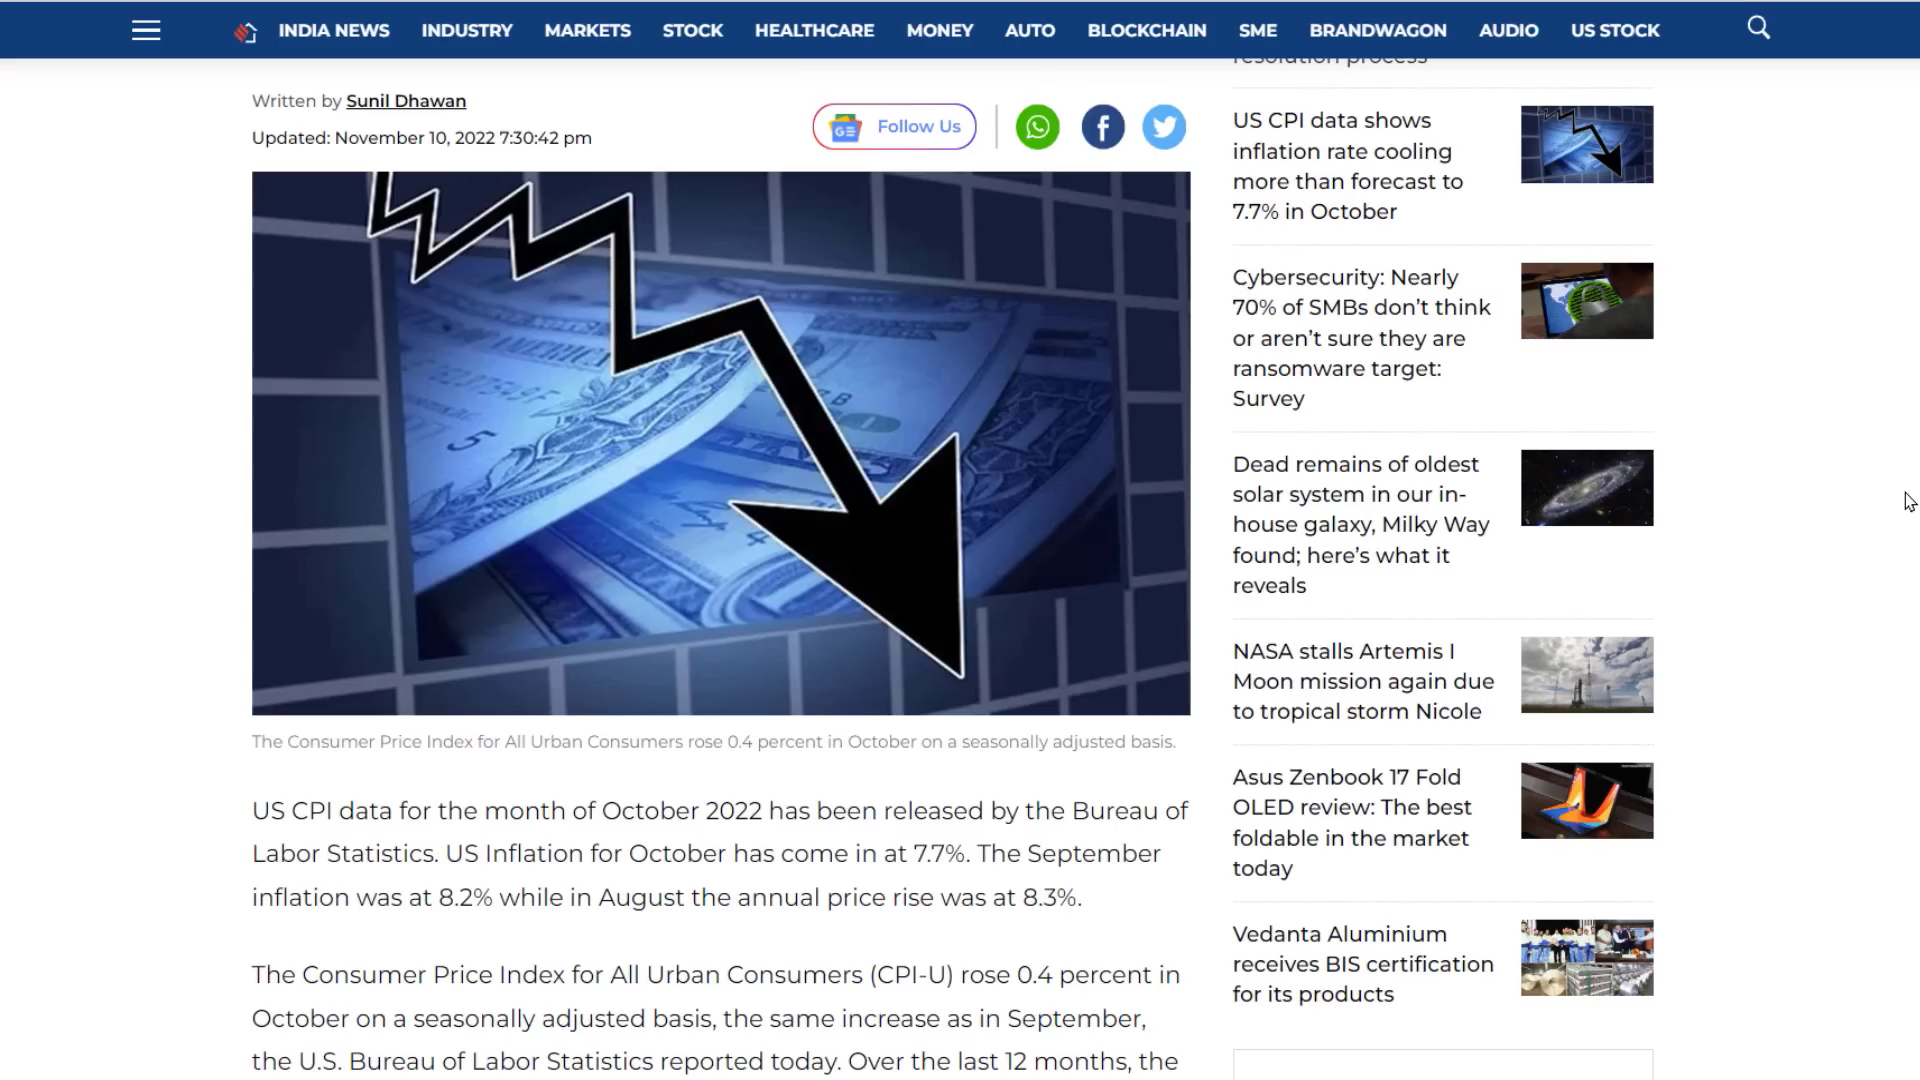 INDIA NEWS INDUSTRY MARKETS STOCK HEALTHCARE MONEY AUTO BLOCKCHAIN SME BRANDWAGON AUDIO US STOCK
Written by Sunil Dhawan
Updated: November 10, 2022 7:30:42 pm
GE Follow Us
The Consumer Price Index for All Urban Consumers rose 0.4 percent in October on a seasonally adjusted basis.
US CPI data for the month of October 2022 has been released by the Bureau of
Labor Statistics. US Inflation for October has come in at 7.7%. The September
inflation was at 8.2% while in August the annual price rise was at 8.3%.
The Consumer Price Index for All Urban Consumers (CPI-U) rose 0.4 percent in
October on a seasonally adjusted basis, the same increase as in September,
the U.S. Bureau of Labor Statistics reported today. Over the last 12 months, the
resolution process
US CPI data shows
inflation rate cooling
more than forecast to
7.7% in October
Cybersecurity: Nearly
70% of SMBs don’t think
or aren’t sure they are
ransomware target:
Survey
Dead remains of oldest
solar system in our in-
house galaxy, Milky Way
found; here’s what it
reveals
NASA stalls Artemis I
Moon mission again due
to tropical storm Nicole
Asus Zenbook 17 Fold
OLED review: The best
foldable in the market
today
Vedanta Aluminium
receives BIS certification
for its products